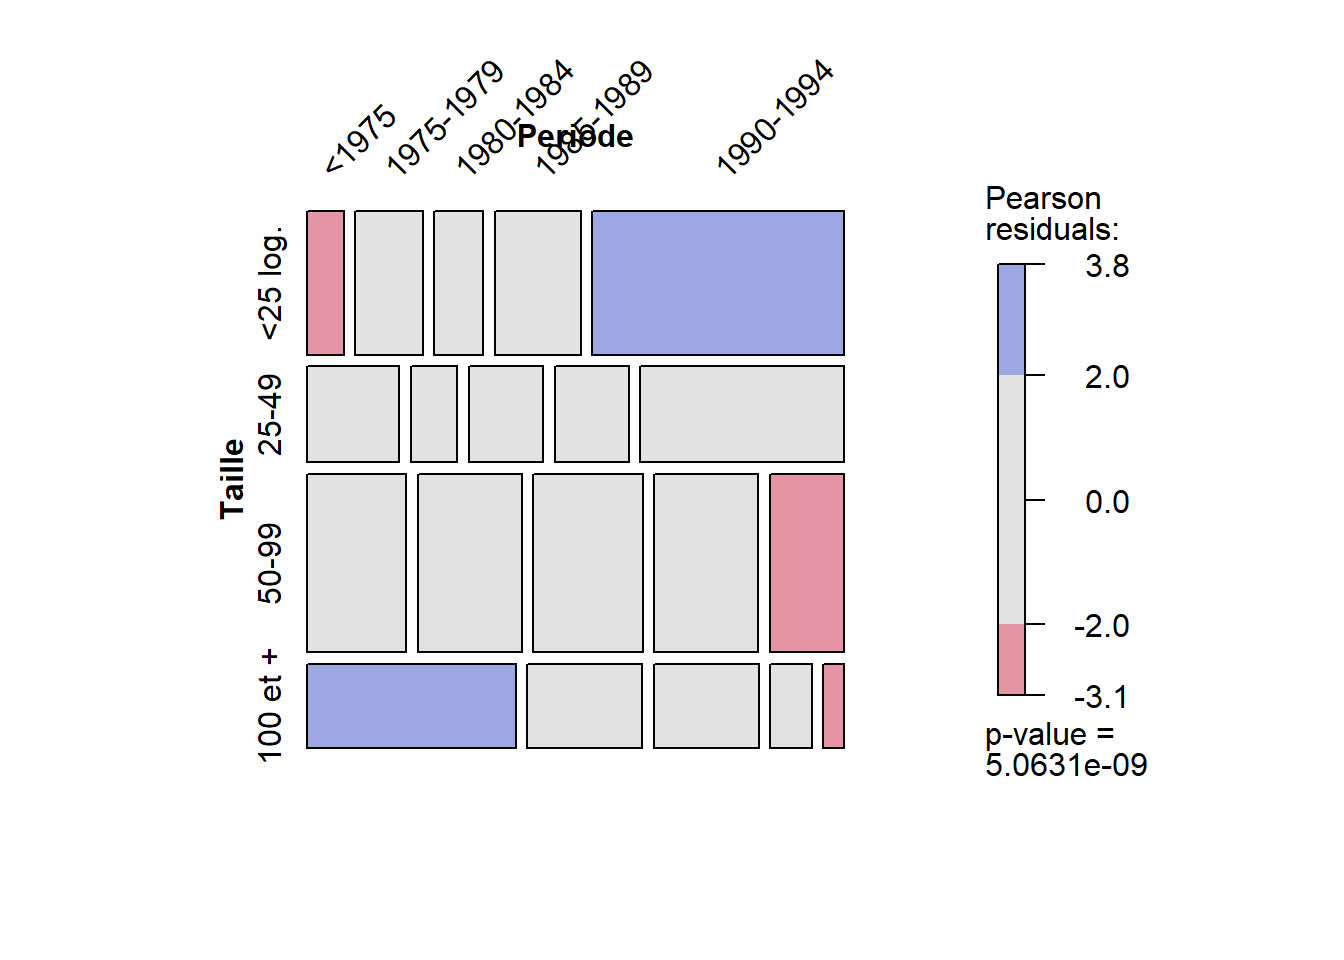 <1975
1975-1979
1980-1984
1985-1989
1990-1994
Periode
Taille
<25 log.
25-49
50-99
100 et +
Pearson
residuals:
3.8
2.0
0.0
-2.0
-3.1
p-value =
5.0631e-09